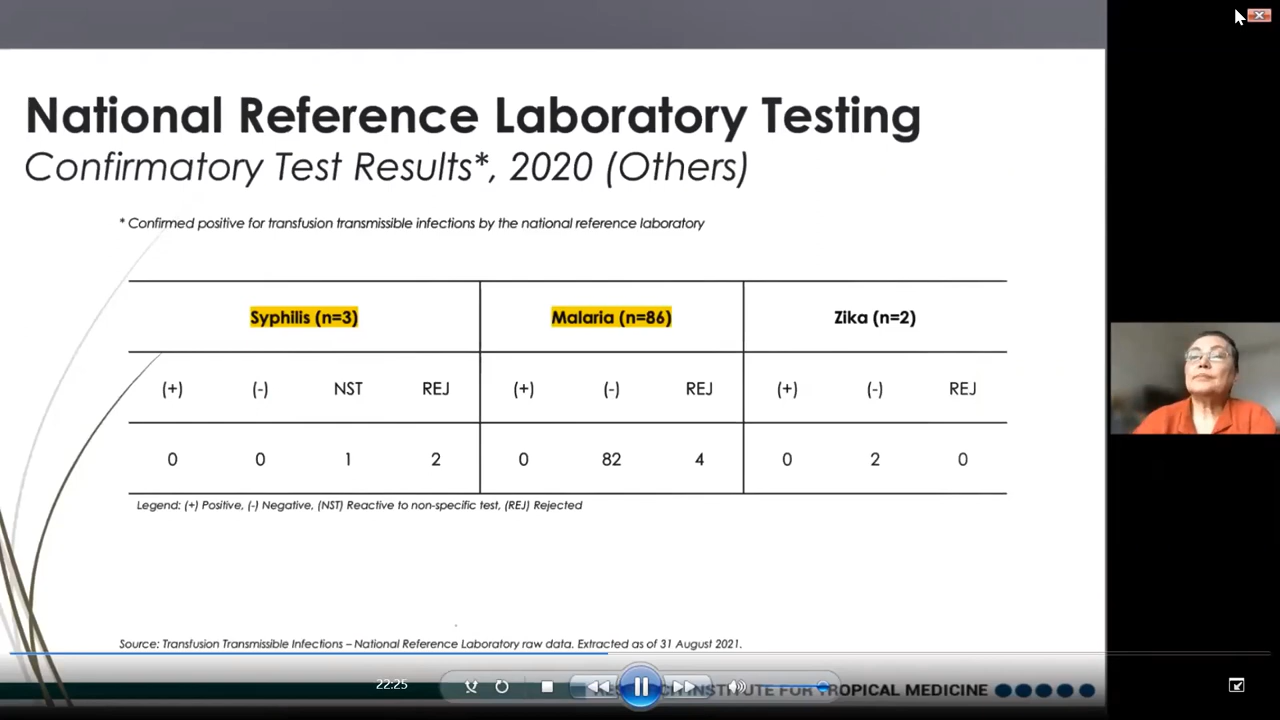 National Reference Laboratory Testing
Confirmatory Test Results*, 2020 (Others)
* Confirmed positive for transfusion transmissible infections by the national reference laboratory
Syphilis (n=3) Malaria (n=86) Zika (n=2)
(+) (-) NST REJ (+) (-) REJ (+) (-) REJ
0 0 1 2 0 82 4 0 2 0
Legend: (+) Positive, (-) Negative, (NST) Reactive to non-specific test, (REJ) Rejected
Source: Transfusion Transmissible Infections – National Reference Laboratory raw data. Extracted as of 31 August 2021.
22:25
INSTITUTE FOR TROPICAL MEDICINE